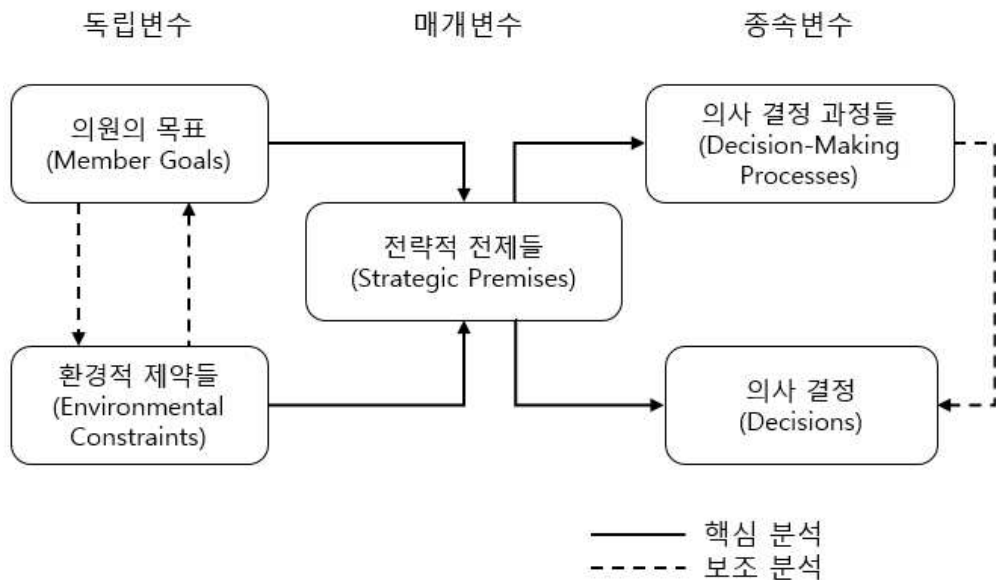 독립변수
매개변수
종속변수
의원의 목표
(Member Goals)
의사 결정 과정들
(Decision-Making
Processes)
전략적 전제들
(Strategic Premises)
환경적 제약들
(Environmental
Constraints)
의사 결정
(Decisions)
핵심 분석
보조 분석